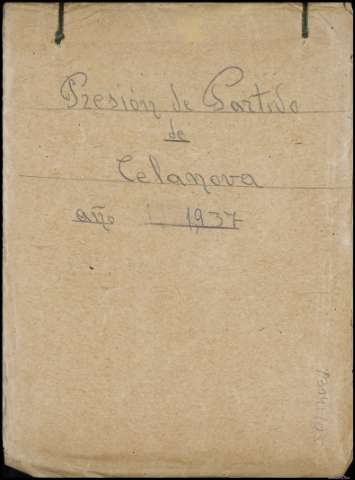 Presión de Partido
de
Celanova
año 1937